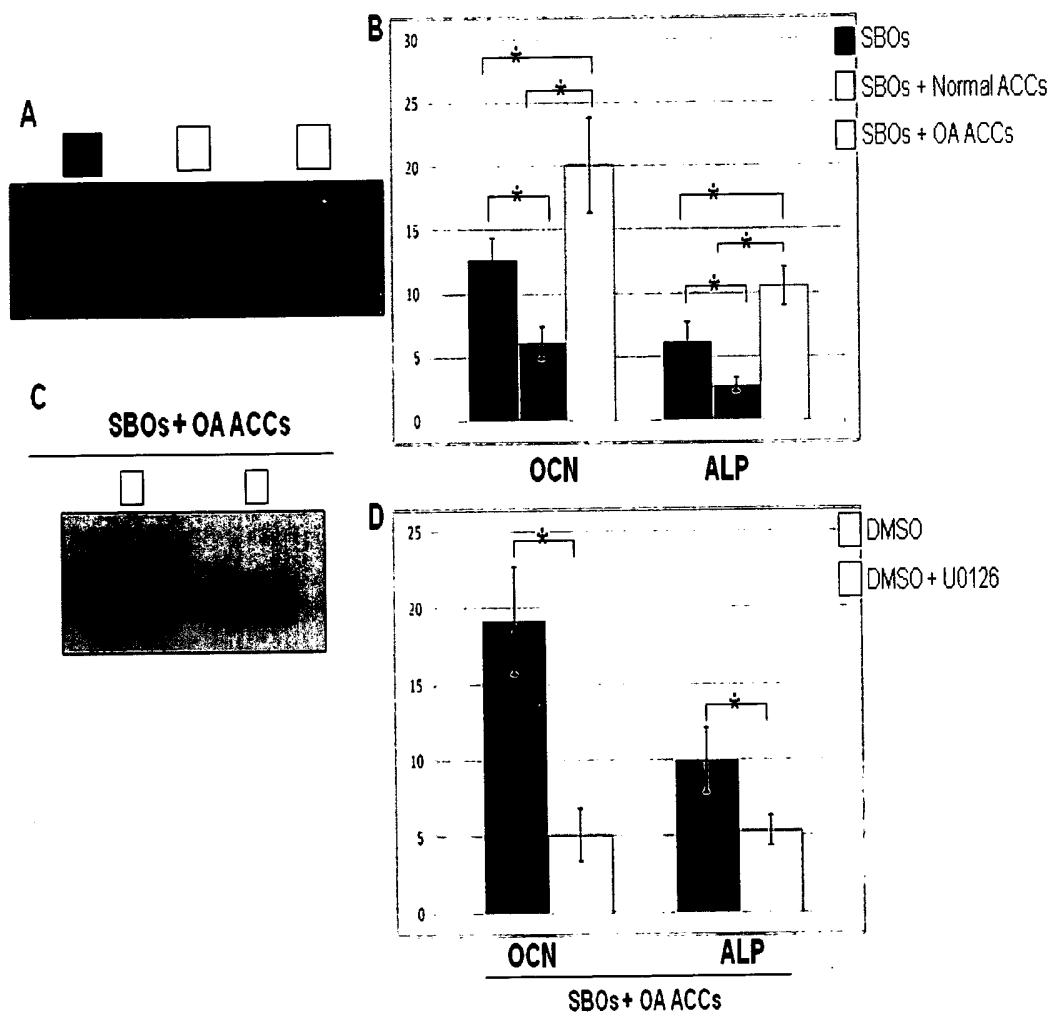 A
B
30
25
20
15
10
5
0
* * * * * *
OCN ALP
SBOs
SBOs + Normal ACCs
SBOs + OA ACCs
C
SBOs + OA ACCs
D
25
20
15
10
5
0
* *
OCN ALP
SBOs + OA ACCs
DMSO
DMSO + U0126